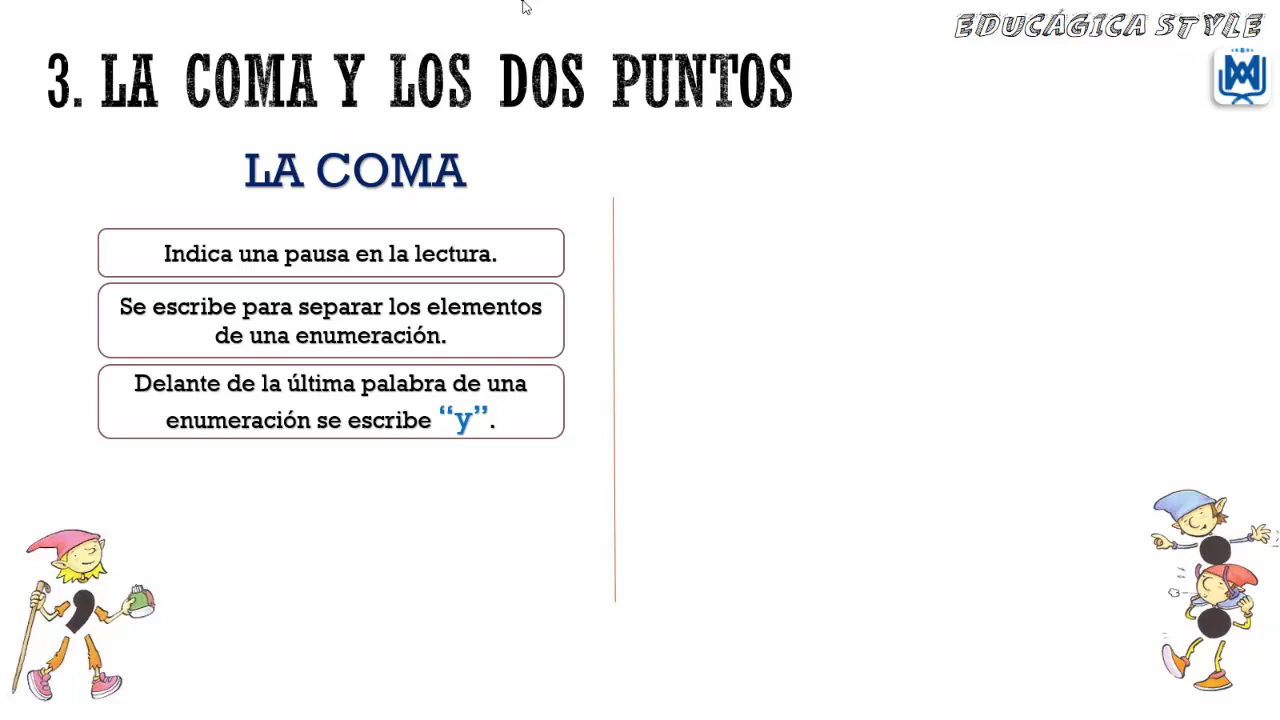 EDUCÁGICA STYLE
3. LA COMA Y LOS DOS PUNTOS
LA COMA
Indica una pausa en la lectura.
Se escribe para separar los elementos
de una enumeración.
Delante de la última palabra de una
enumeración se escribe “y”.